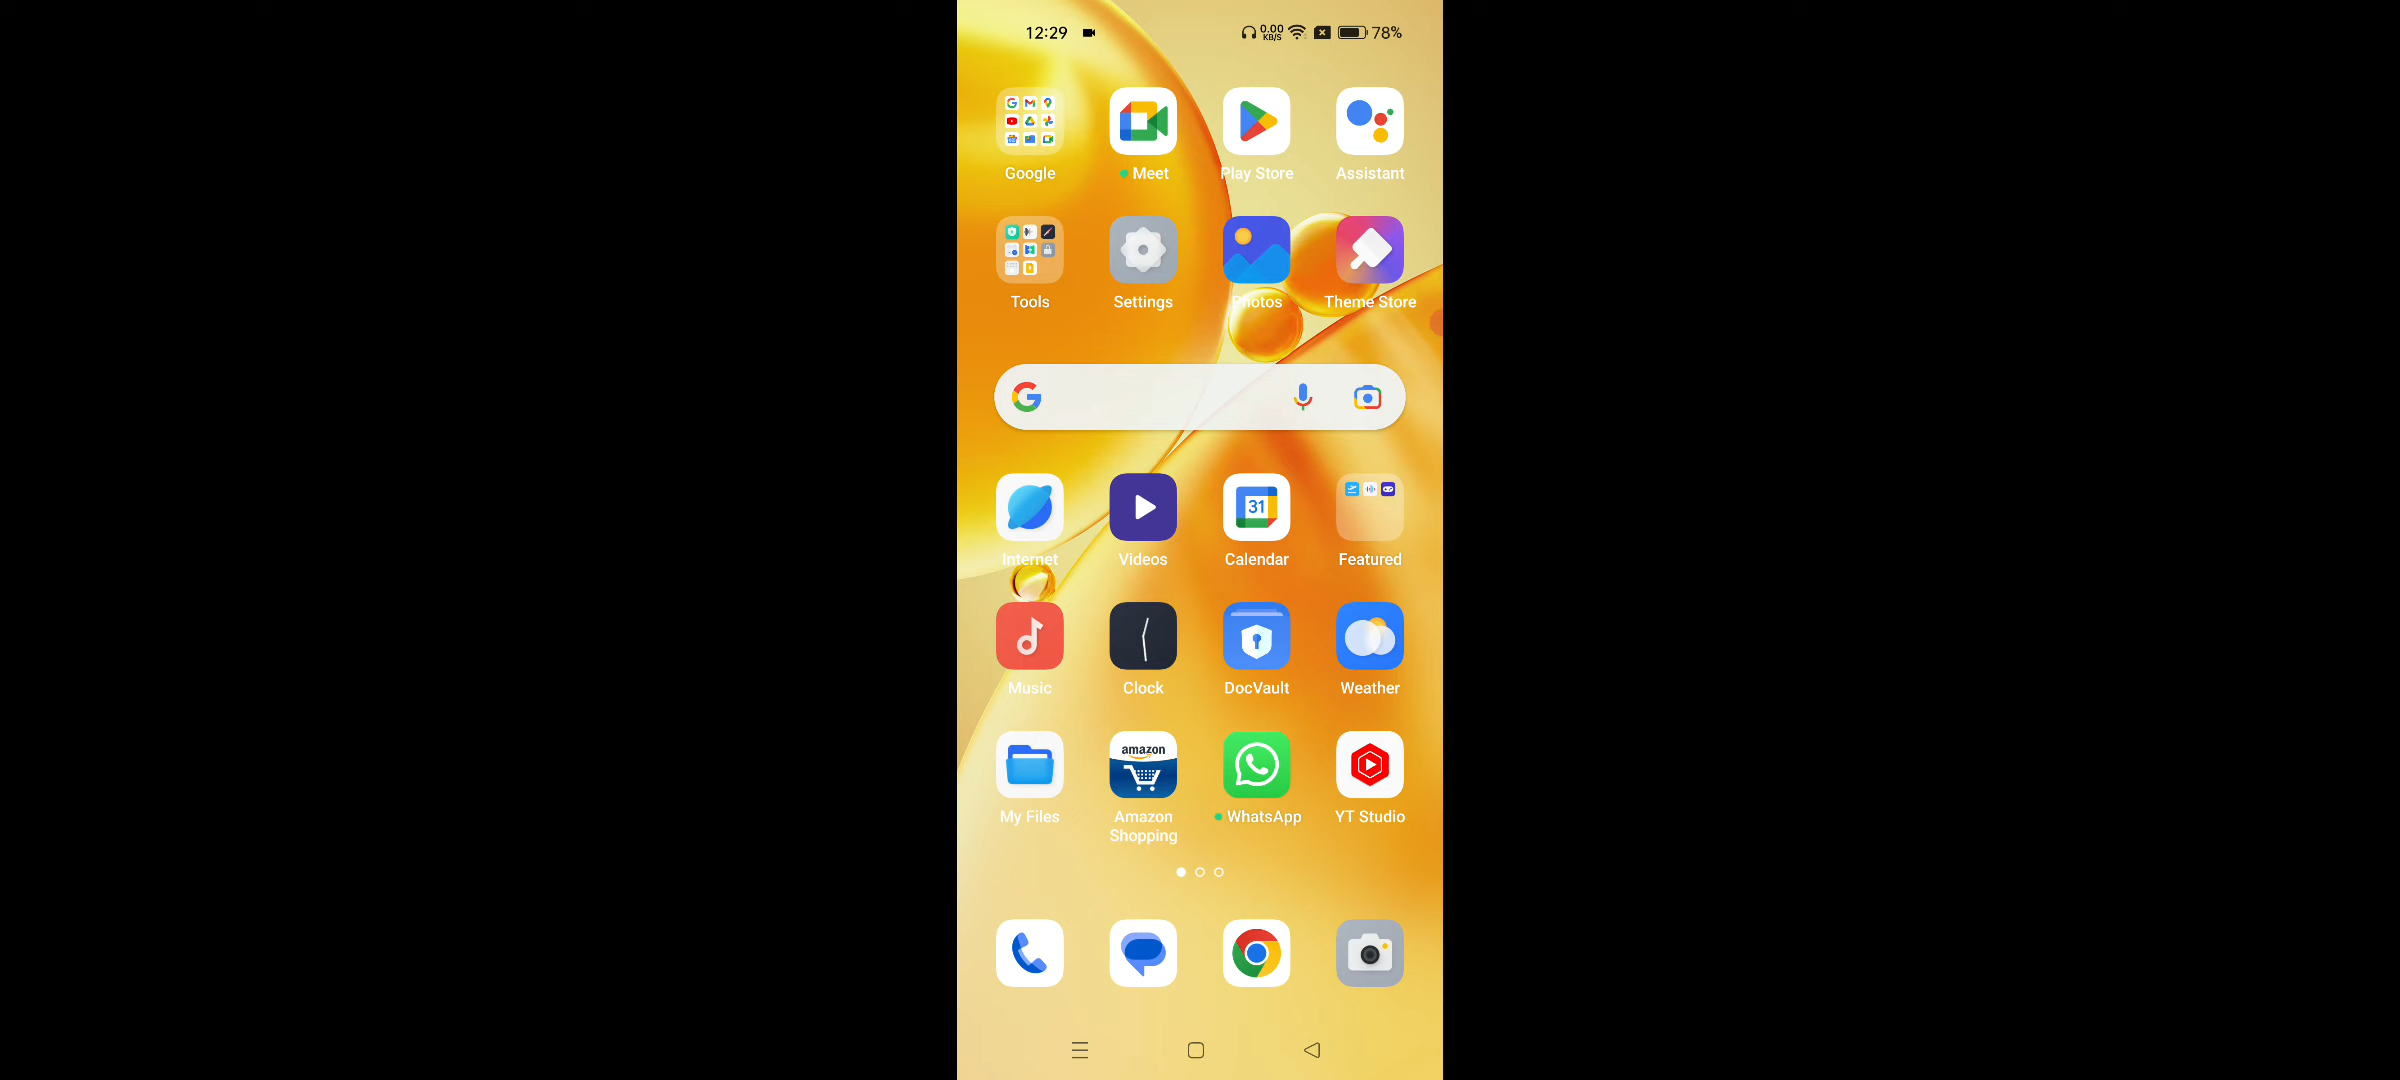 12:29 0.00 KB/S 78%
Google Meet Play Store Assistant
Tools Settings Photos Theme Store
31
Internet Videos Calendar Featured
Music Clock DocVault Weather
amazon
My Files Amazon Shopping WhatsApp YT Studio